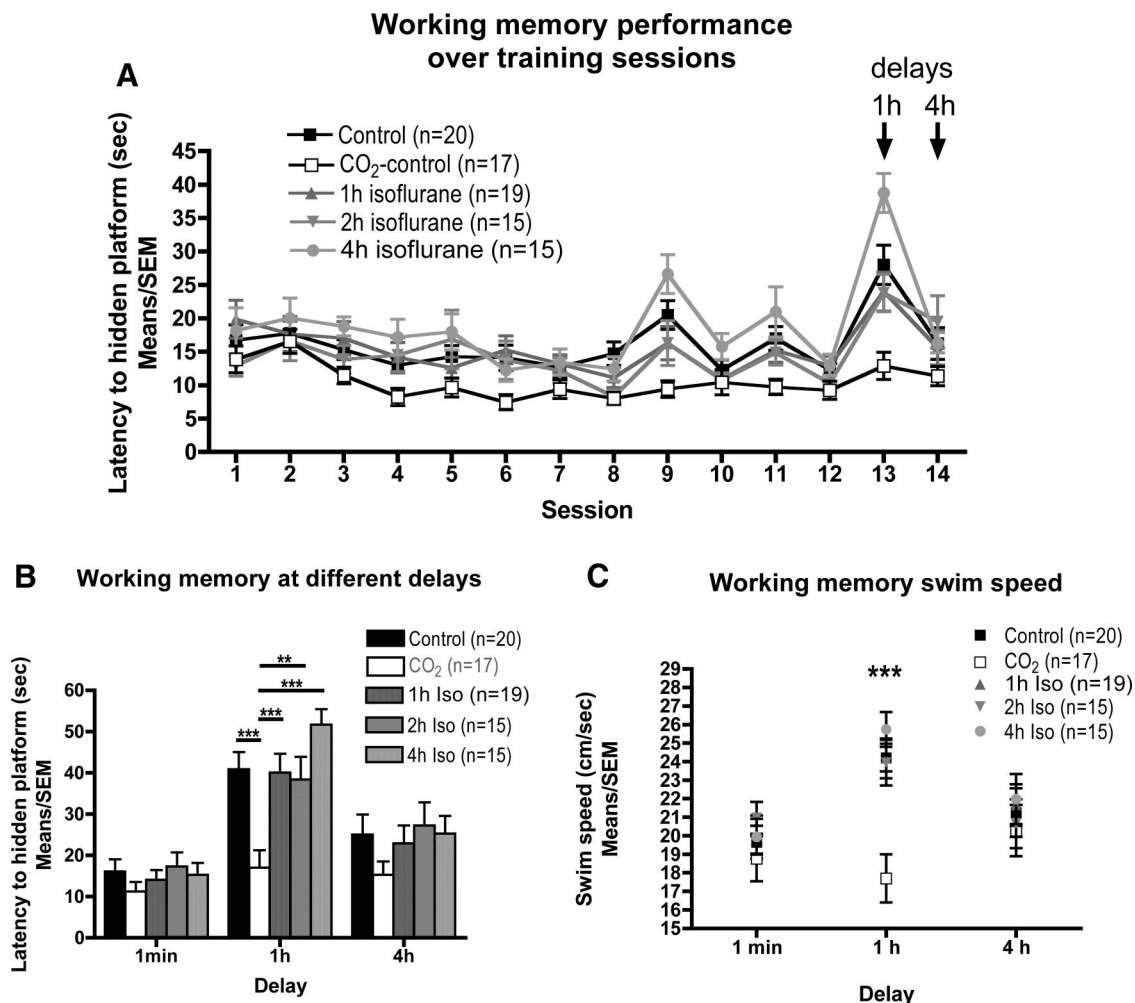 Working memory performance
over training sessions
A
delays
1h 4h
Control (n=20)
CO₂-control (n=17)
1h isoflurane (n=19)
2h isoflurane (n=15)
4h isoflurane (n=15)
Latency to hidden platform (sec)
Means/SEM
45
40
35
30
25
20
15
10
5
0
1 2 3 4 5 6 7 8 9 10 11 12 13 14
Session
B Working memory at different delays
Control (n=20)
CO₂ (n=17)
1h Iso (n=19)
2h Iso (n=15)
4h Iso (n=15)
Latency to hidden platform (sec)
Means/SEM
60
50
40
30
20
10
0
**
***
***
***
1min 1h 4h
Delay
C Working memory swim speed
Control (n=20)
CO₂ (n=17)
1h Iso (n=19)
2h Iso (n=15)
4h Iso (n=15)
Swim speed (cm/sec)
Means/SEM
29
28
27
26
25
24
23
22
21
20
19
18
17
16
15
***
1 min 1 h 4 h
Delay